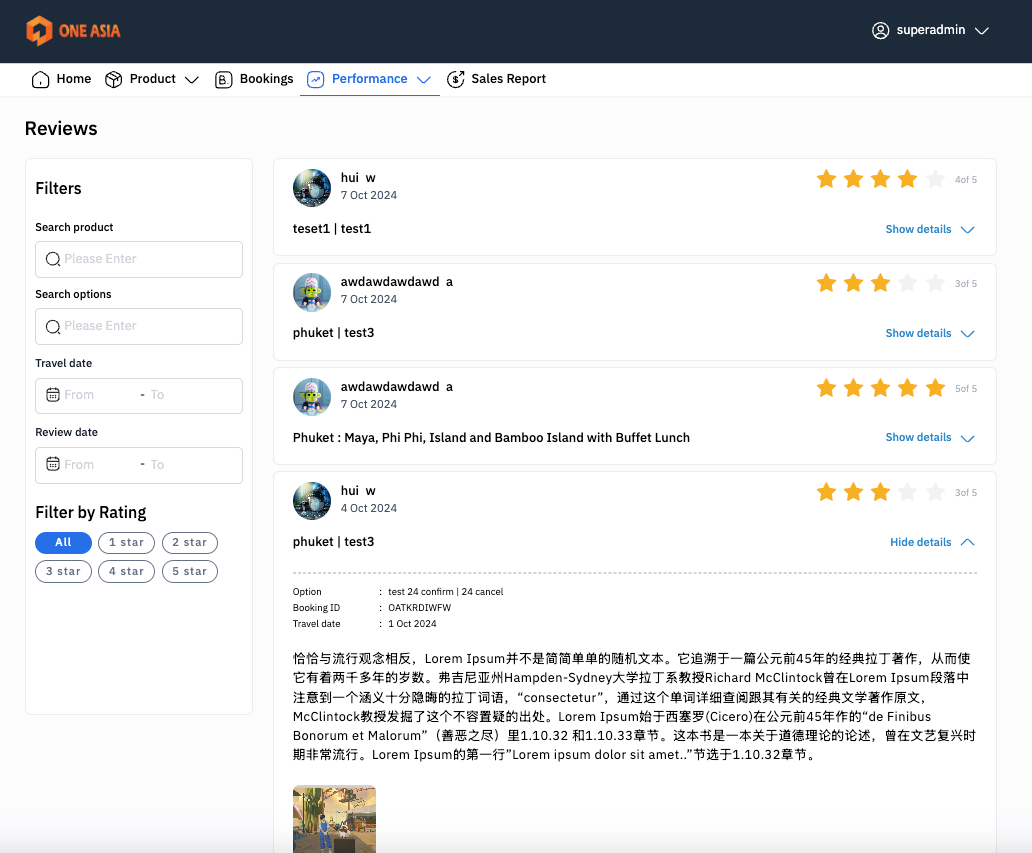 ONE ASIA
superadmin
Home
Product
Bookings
Performance
Sales Report
Reviews
Filters
Search product
Please Enter
Search options
Please Enter
Travel date
From - To
Review date
From - To
Filter by Rating
All
1 star
2 star
3 star
4 star
5 star
hui w
7 Oct 2024
4of 5
teset1 | test1
Show details
awdawdawdawd a
7 Oct 2024
3of 5
phuket | test3
Show details
awdawdawdawd a
7 Oct 2024
5of 5
Phuket : Maya, Phi Phi, Island and Bamboo Island with Buffet Lunch
Show details
hui w
4 Oct 2024
3of 5
phuket | test3
Hide details
Option : test 24 confirm | 24 cancel
Booking ID : OATKRDIWFW
Travel date : 1 Oct 2024
恰恰与流行观念相反，Lorem Ipsum并不是简简单单的随机文本。它追溯于一篇公元前45年的经典拉丁著作，从而使
它有着两千多年的岁数。弗吉尼亚州Hampden-Sydney大学拉丁系教授Richard McClintock曾在Lorem Ipsum段落中
注意到一个涵义十分隐晦的拉丁词语，“consectetur”，通过这个单词详细查阅跟其有关的经典文学著作原文，
McClintock教授发掘了这个不容置疑的出处。Lorem Ipsum始于西塞罗(Cicero)在公元前45年作的“de Finibus
Bonorum et Malorum”（善恶之尽）里1.10.32 和1.10.33章节。这本书是一本关于道德理论的论述，曾在文艺复兴时
期非常流行。Lorem Ipsum的第一行”Lorem ipsum dolor sit amet..”节选于1.10.32章节。